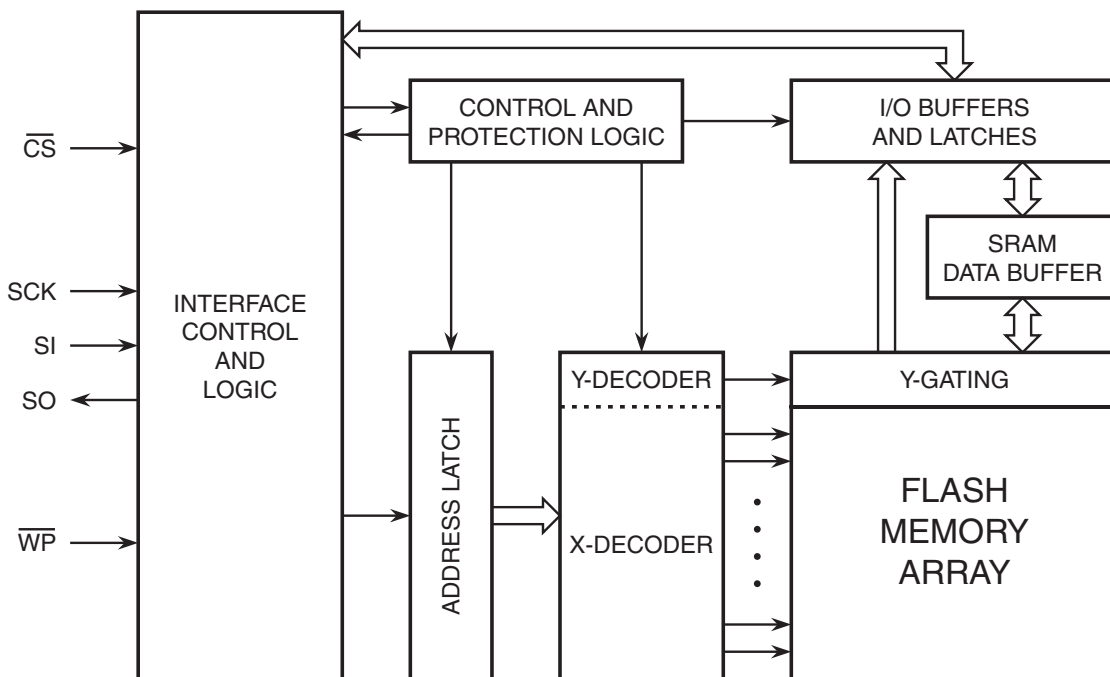 CS
SCK
SI
SO
WP
INTERFACE
CONTROL
AND
LOGIC
CONTROL AND
PROTECTION LOGIC
I/O BUFFERS
AND LATCHES
SRAM
DATA BUFFER
ADDRESS LATCH
Y-DECODER
X-DECODER
Y-GATING
FLASH
MEMORY
ARRAY